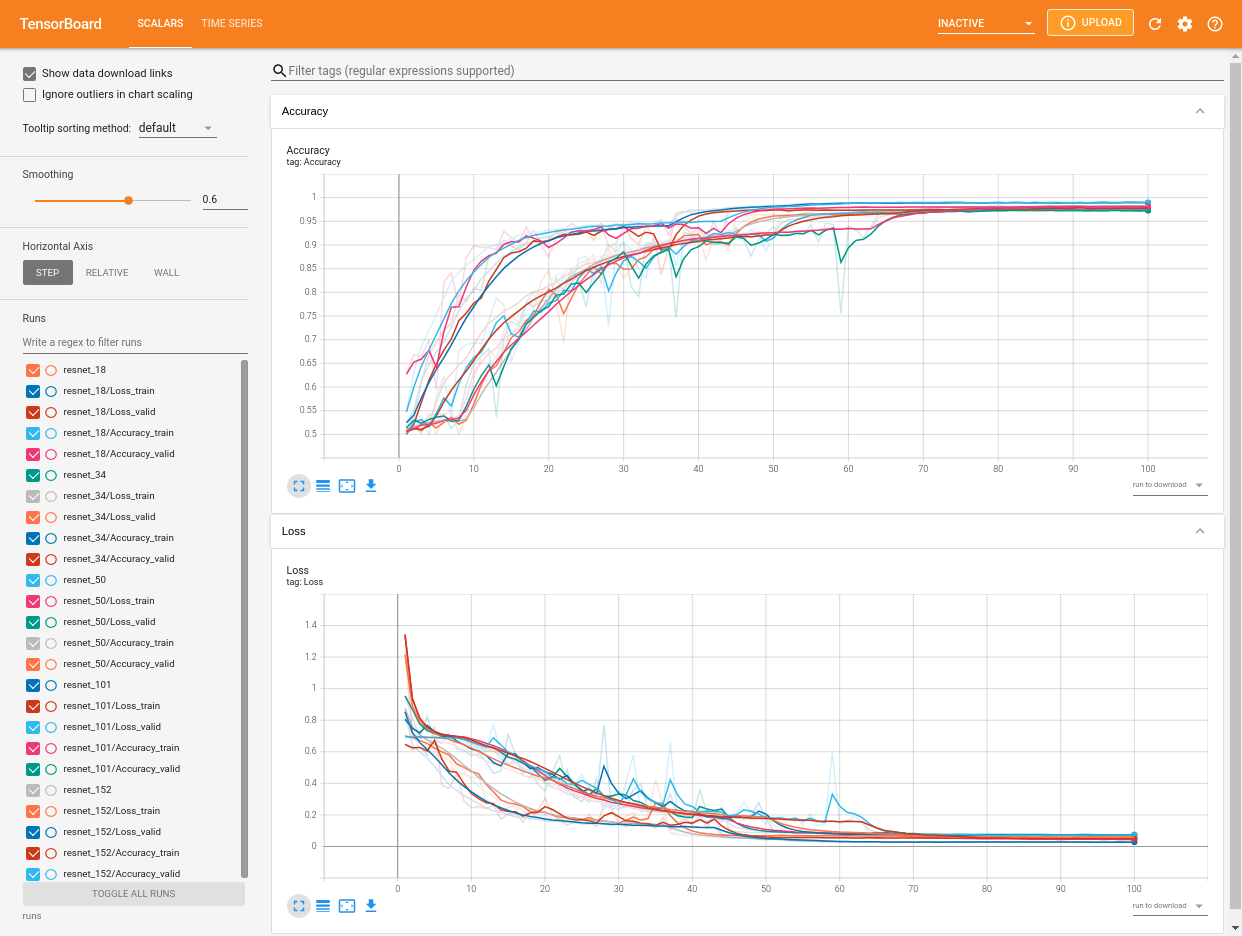 TensorBoard SCALARS TIME SERIES INACTIVE UPLOAD
Show data download links
Ignore outliers in chart scaling
Tooltip sorting method: default
Smoothing
0.6
Horizontal Axis
STEP RELATIVE WALL
Runs
Write a regex to filter runs
resnet_18
resnet_18/Loss_train
resnet_18/Loss_valid
resnet_18/Accuracy_train
resnet_18/Accuracy_valid
resnet_34
resnet_34/Loss_train
resnet_34/Loss_valid
resnet_34/Accuracy_train
resnet_34/Accuracy_valid
resnet_50
resnet_50/Loss_train
resnet_50/Loss_valid
resnet_50/Accuracy_train
resnet_50/Accuracy_valid
resnet_101
resnet_101/Loss_train
resnet_101/Loss_valid
resnet_101/Accuracy_train
resnet_101/Accuracy_valid
resnet_152
resnet_152/Loss_train
resnet_152/Loss_valid
resnet_152/Accuracy_train
resnet_152/Accuracy_valid
TOGGLE ALL RUNS
runs
Filter tags (regular expressions supported)
Accuracy
Accuracy
tag: Accuracy
1
0.95
0.9
0.85
0.8
0.75
0.7
0.65
0.6
0.55
0.5
0 10 20 30 40 50 60 70 80 90 100
run to download
Loss
Loss
tag: Loss
1.4
1.2
1
0.8
0.6
0.4
0.2
0
0 10 20 30 40 50 60 70 80 90 100
run to download